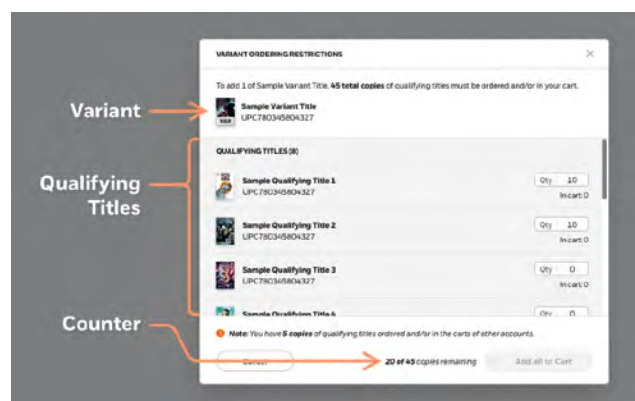 VARIANT ORDERING RESTRICTIONS
To add 1 of Sample Variant Title, 45 total copies of qualifying titles must be ordered and/or in your cart.
Variant
Sample Variant Title
UPC780345804327
QUALIFYING TITLES (8)
Qualifying Titles
Sample Qualifying Title 1
UPC780345804327
Qty 10
In cart: 0
Sample Qualifying Title 2
UPC780345804327
Qty 10
In cart: 0
Sample Qualifying Title 3
UPC780345804327
Qty 0
In cart: 0
Sample Qualifying Title 4
Qty 0
Counter
Note: You have 5 copies of qualifying titles ordered and/or in the carts of other accounts.
Cancel
20 of 45 copies remaining
Add all to Cart